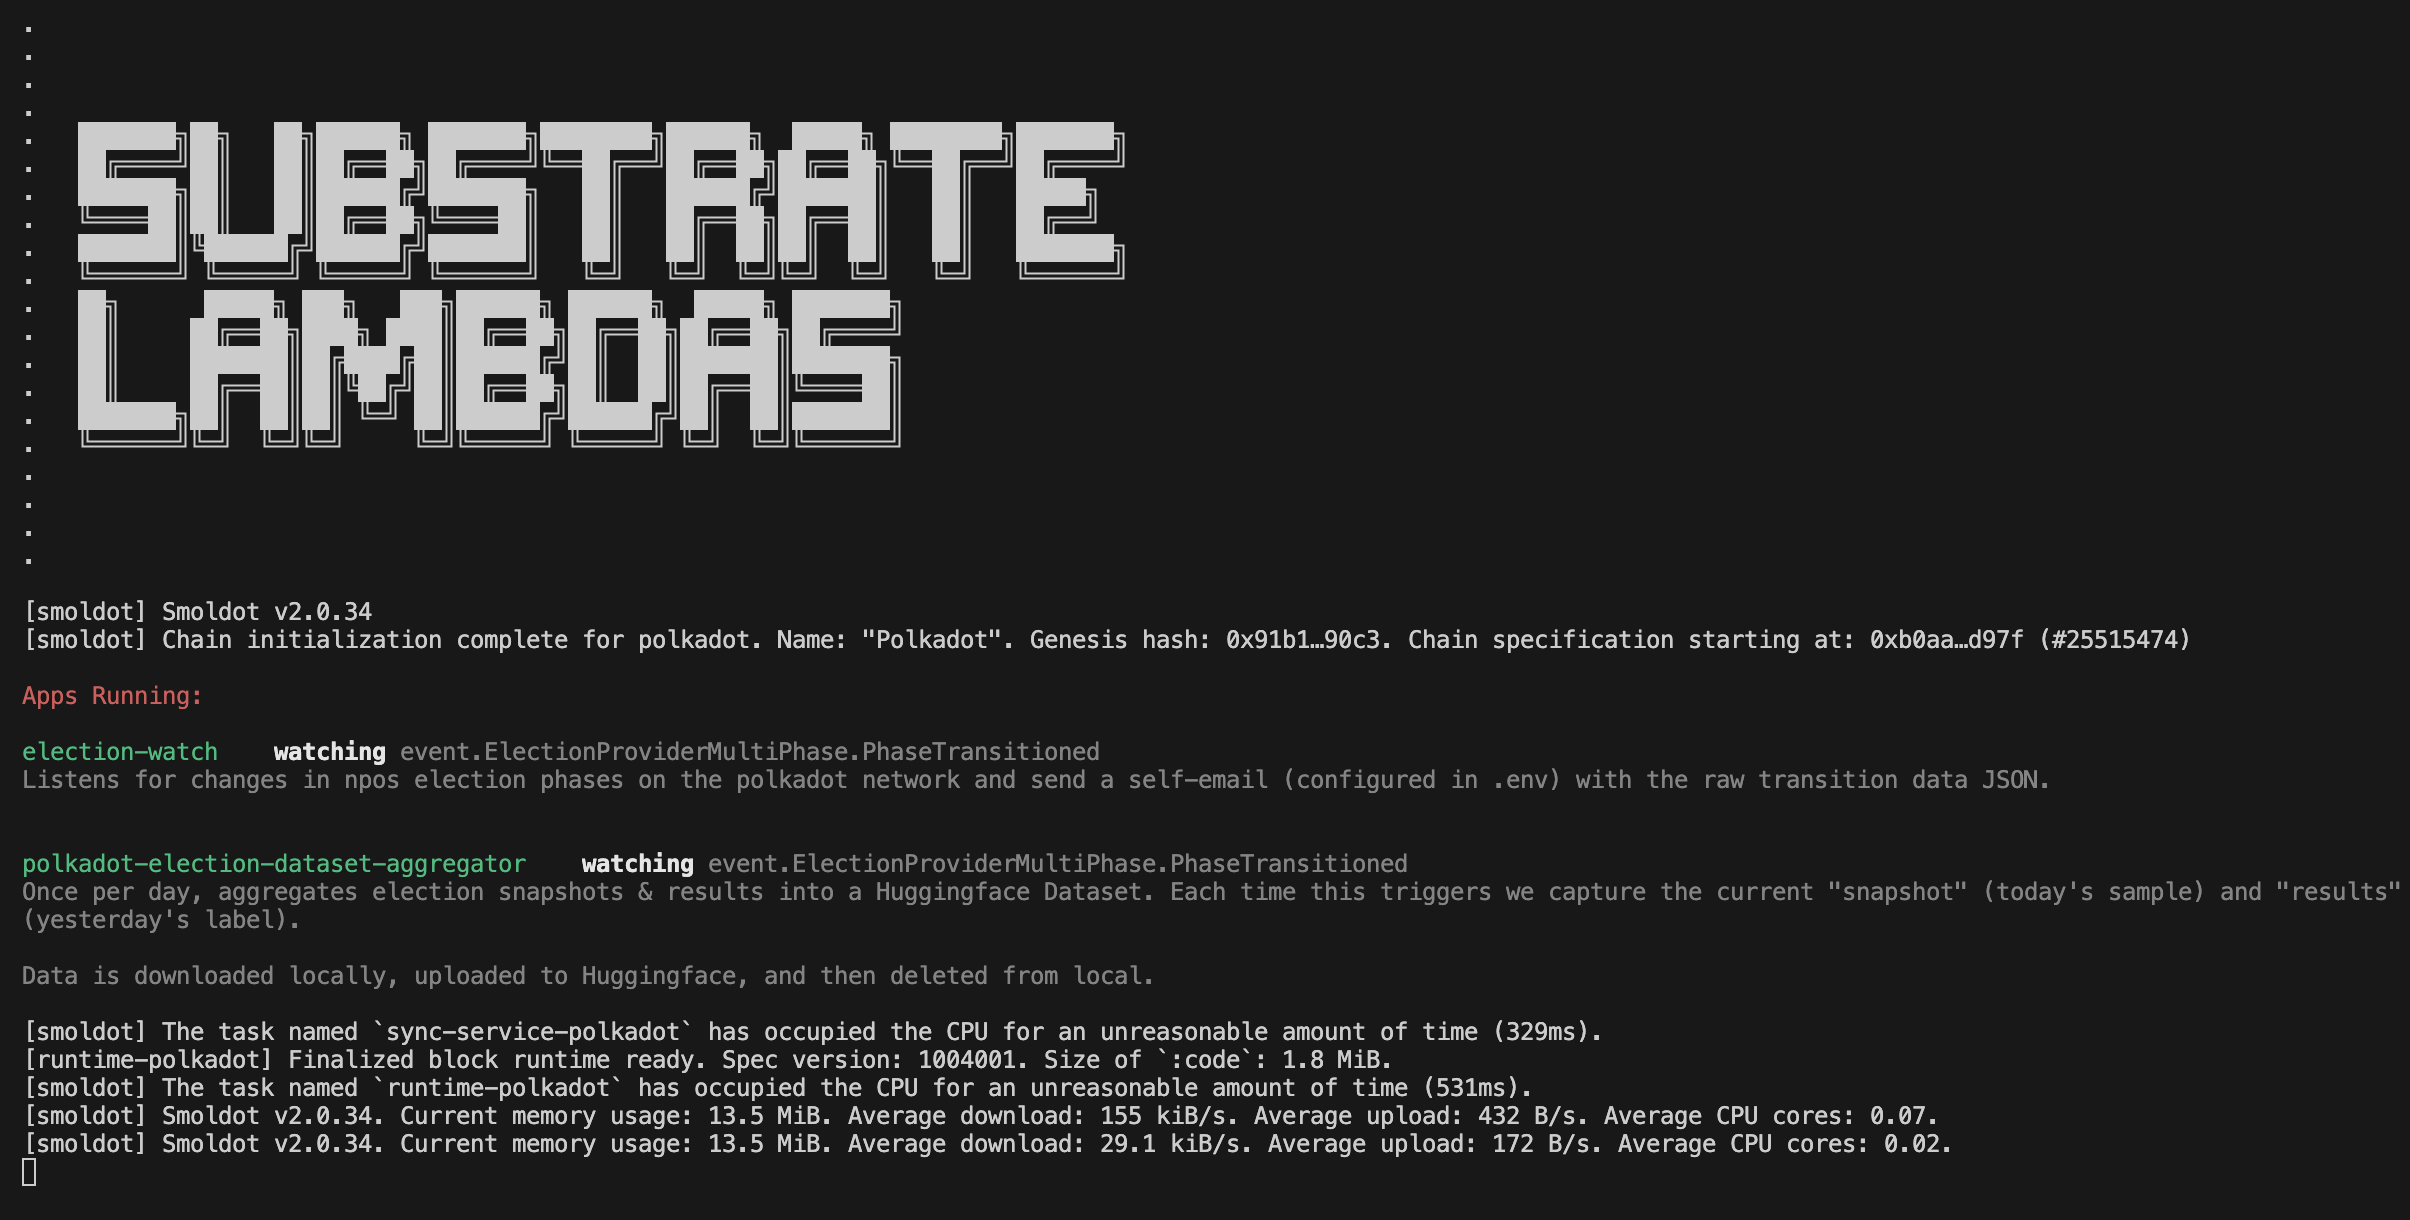 SUBSTRATE
LAMBDAS
[smoldot] Smoldot v2.0.34
[smoldot] Chain initialization complete for polkadot. Name: "Polkadot". Genesis hash: 0x91b1…90c3. Chain specification starting at: 0xb0aa…d97f (#25515474)
Apps Running:
election-watch    watching event.ElectionProviderMultiPhase.PhaseTransitioned
Listens for changes in npos election phases on the polkadot network and send a self-email (configured in .env) with the raw transition data JSON.
polkadot-election-dataset-aggregator    watching event.ElectionProviderMultiPhase.PhaseTransitioned
Once per day, aggregates election snapshots & results into a Huggingface Dataset. Each time this triggers we capture the current "snapshot" (today's sample) and "results"
(yesterday's label).
Data is downloaded locally, uploaded to Huggingface, and then deleted from local.
[smoldot] The task named `sync-service-polkadot` has occupied the CPU for an unreasonable amount of time (329ms).
[runtime-polkadot] Finalized block runtime ready. Spec version: 1004001. Size of `:code`: 1.8 MiB.
[smoldot] The task named `runtime-polkadot` has occupied the CPU for an unreasonable amount of time (531ms).
[smoldot] Smoldot v2.0.34. Current memory usage: 13.5 MiB. Average download: 155 kiB/s. Average upload: 432 B/s. Average CPU cores: 0.07.
[smoldot] Smoldot v2.0.34. Current memory usage: 13.5 MiB. Average download: 29.1 kiB/s. Average upload: 172 B/s. Average CPU cores: 0.02.